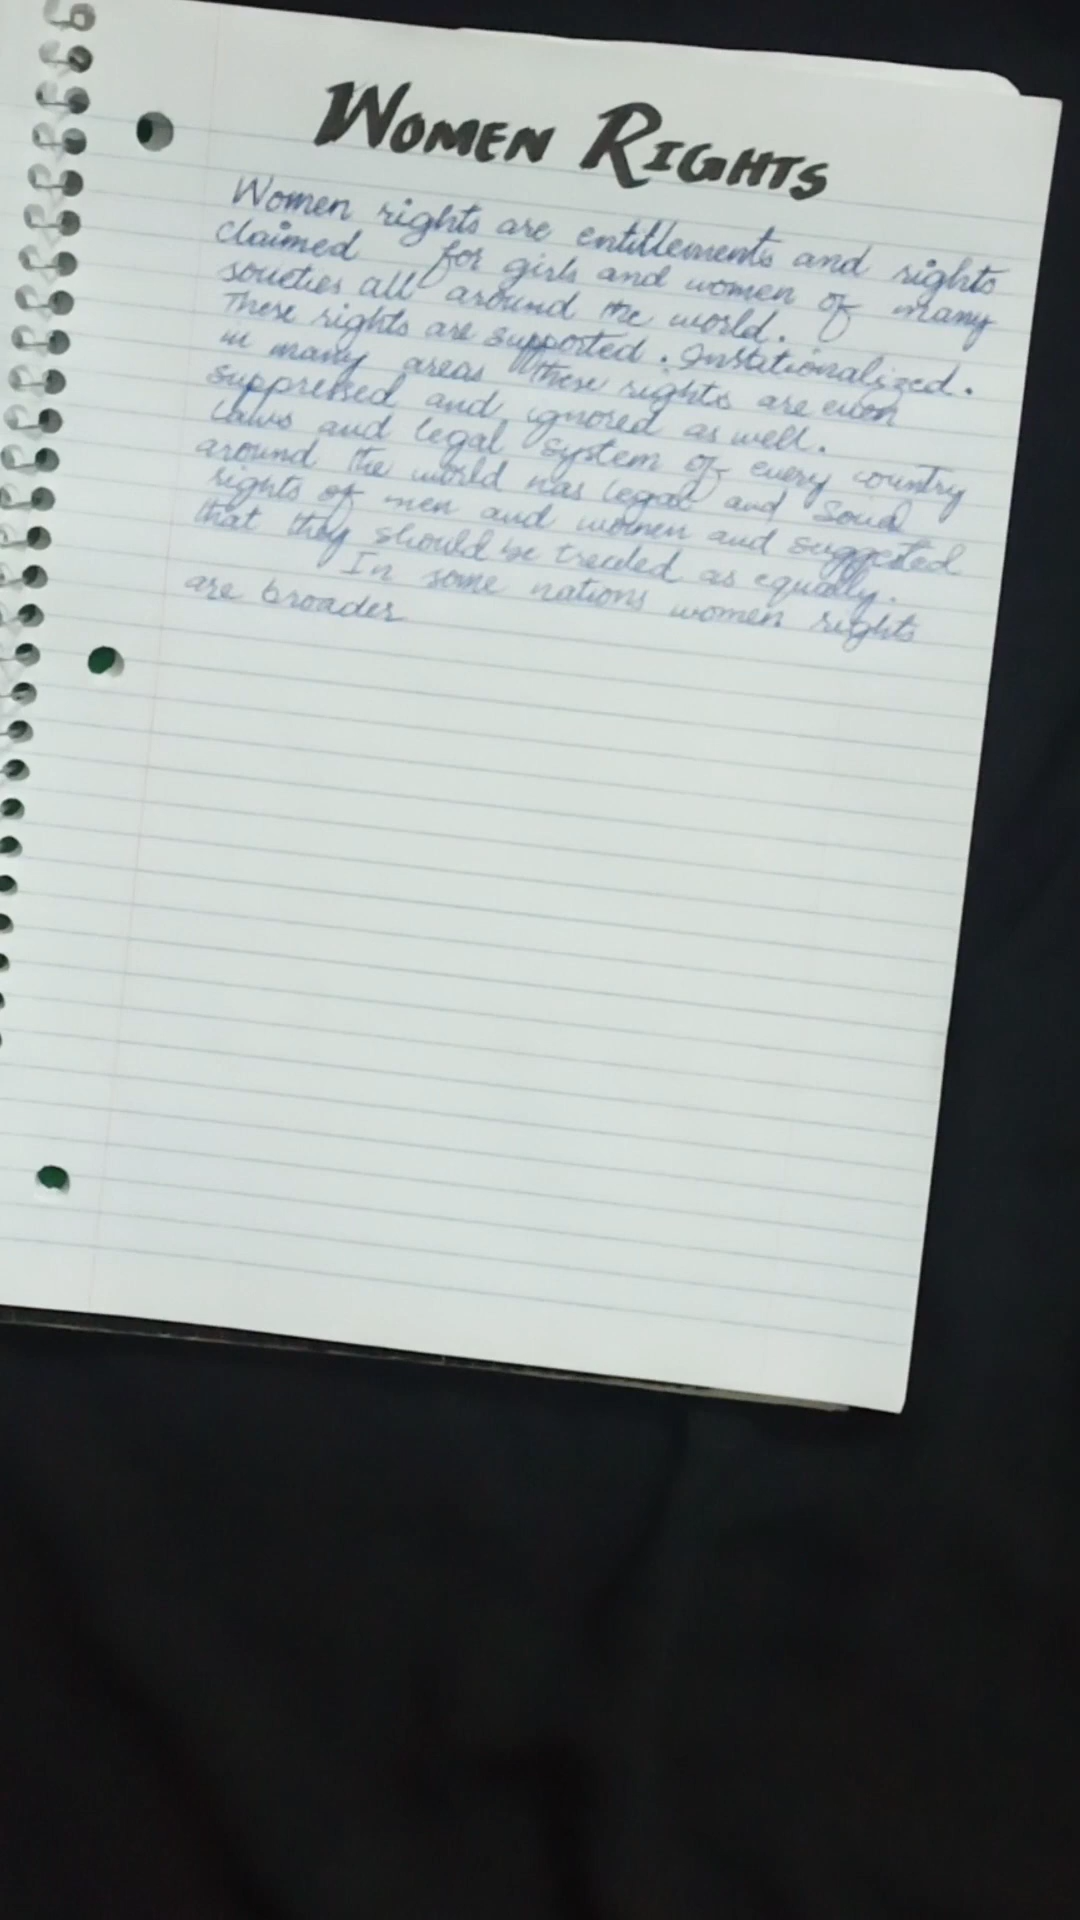 WOMEN RIGHTS
Women rights are entitlements and rights
claimed for girls and women of many
societies all around the world.
These rights are supported. Institionalized.
in many areas these rights are even
suppressed and ignored as well.
Laws and legal system of every country
around the world has legal and social
rights of men and women and suggested
that they should be treated as equally.
In some nations women rights
are broader